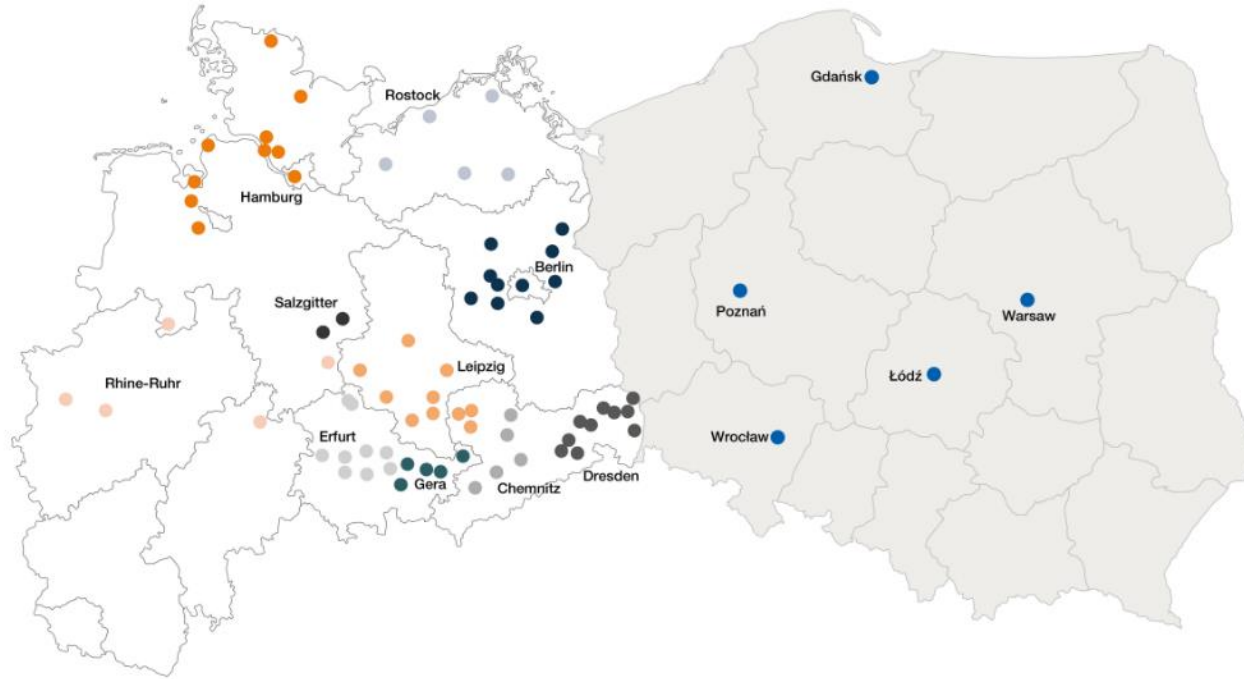 Gdańsk
Rostock
Hamburg
Berlin
Salzgitter
Poznań
Warsaw
Leipzig
Rhine-Ruhr
Łódź
Erfurt
Wrocław
Gera
Chemnitz
Dresden